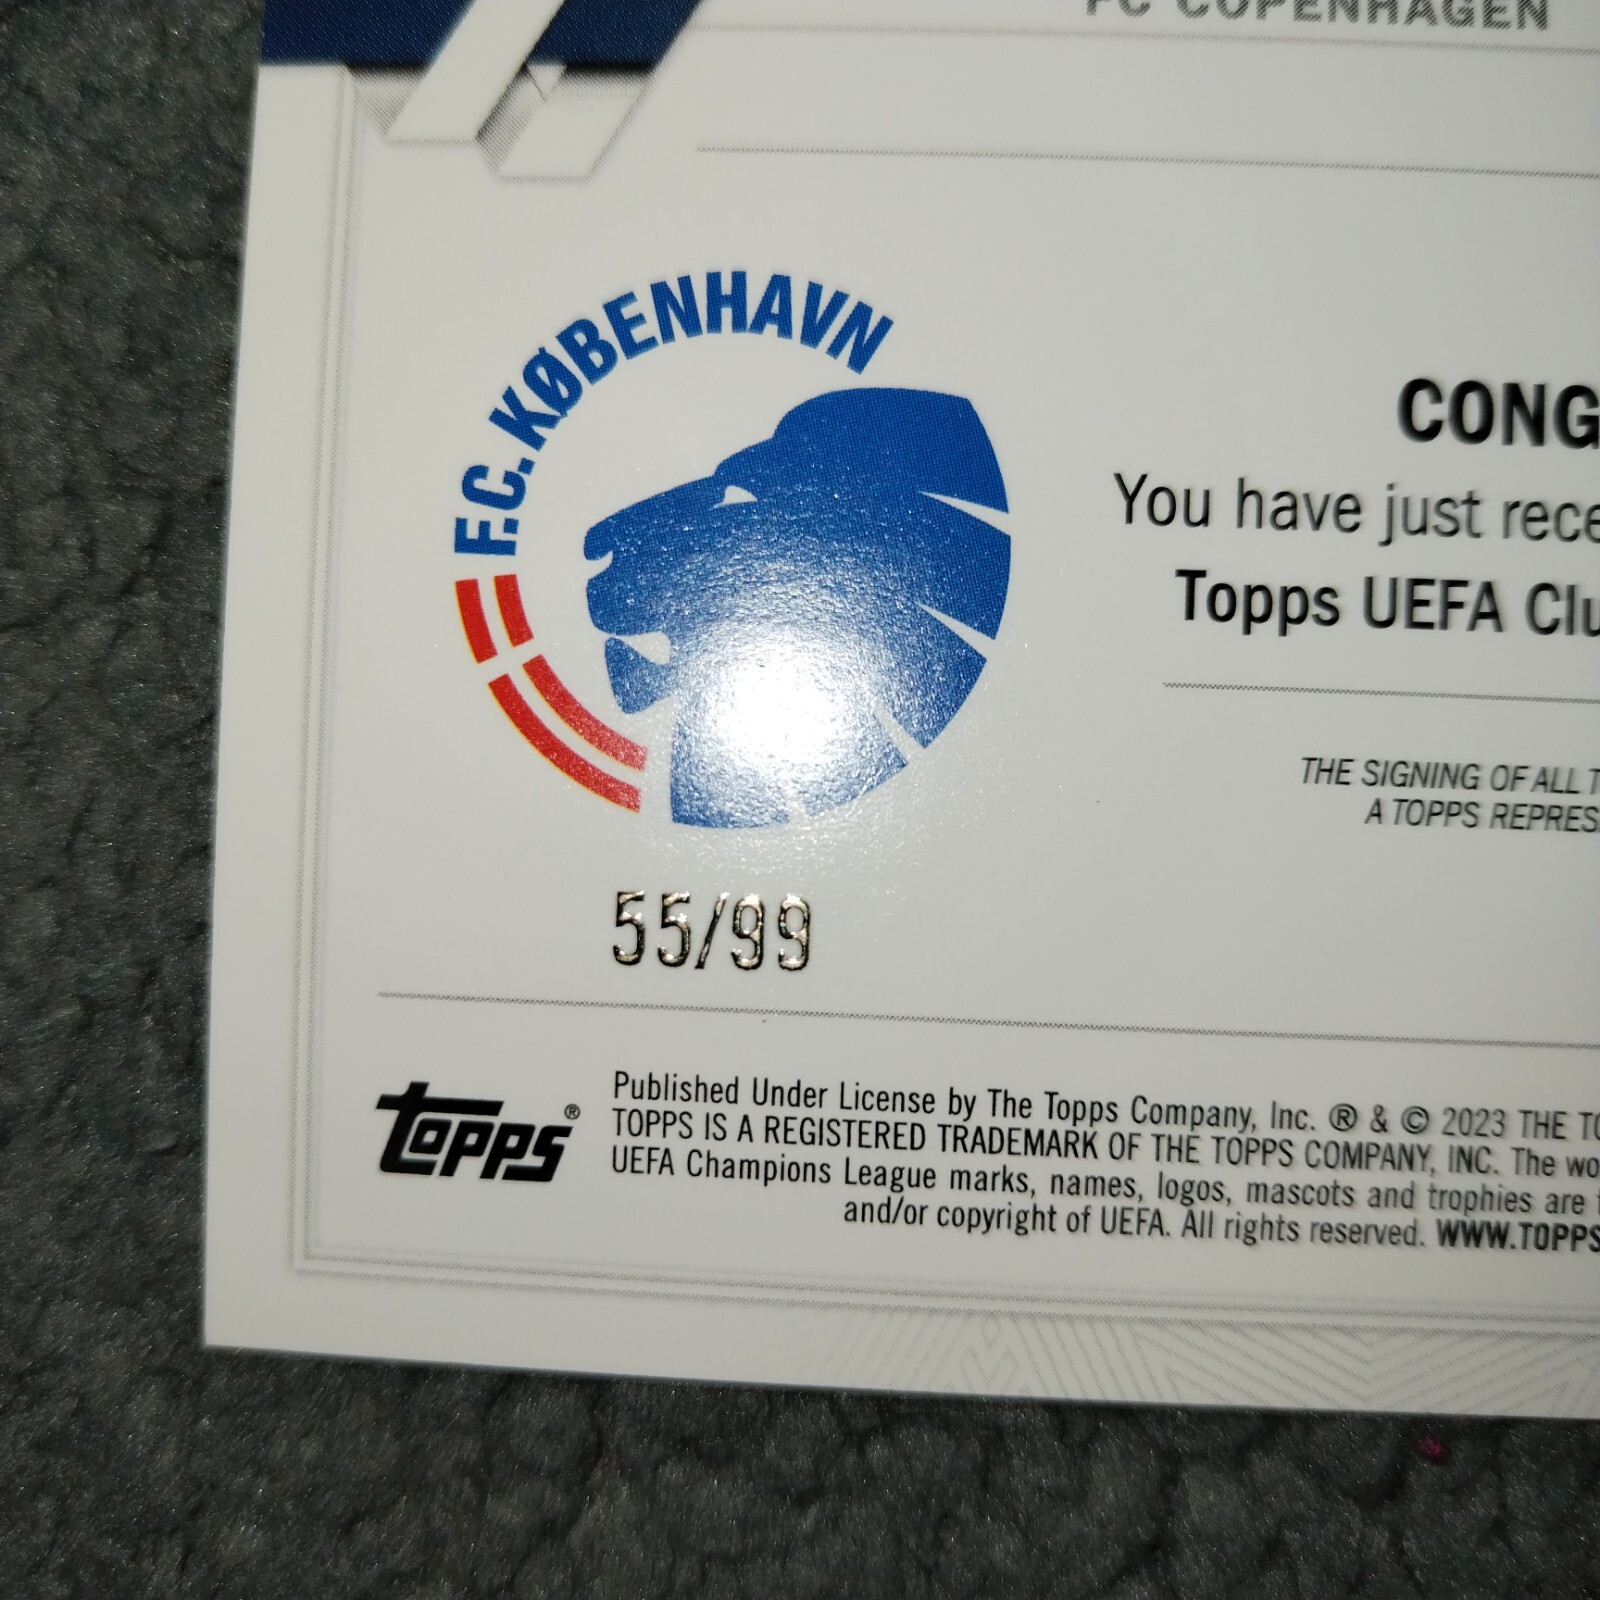 FC COPENHAGEN
F.C. KØBENHAVN
CONG
You have just rece
Topps UEFA Clu
THE SIGNING OF ALL T
A TOPPS REPRES
55/99
Topps®
Published Under License by The Topps Company, Inc. ® & © 2023 THE TO
TOPPS IS A REGISTERED TRADEMARK OF THE TOPPS COMPANY, INC. The wo
UEFA Champions League marks, names, logos, mascots and trophies are
and/or copyright of UEFA. All rights reserved. WWW.TOPPS